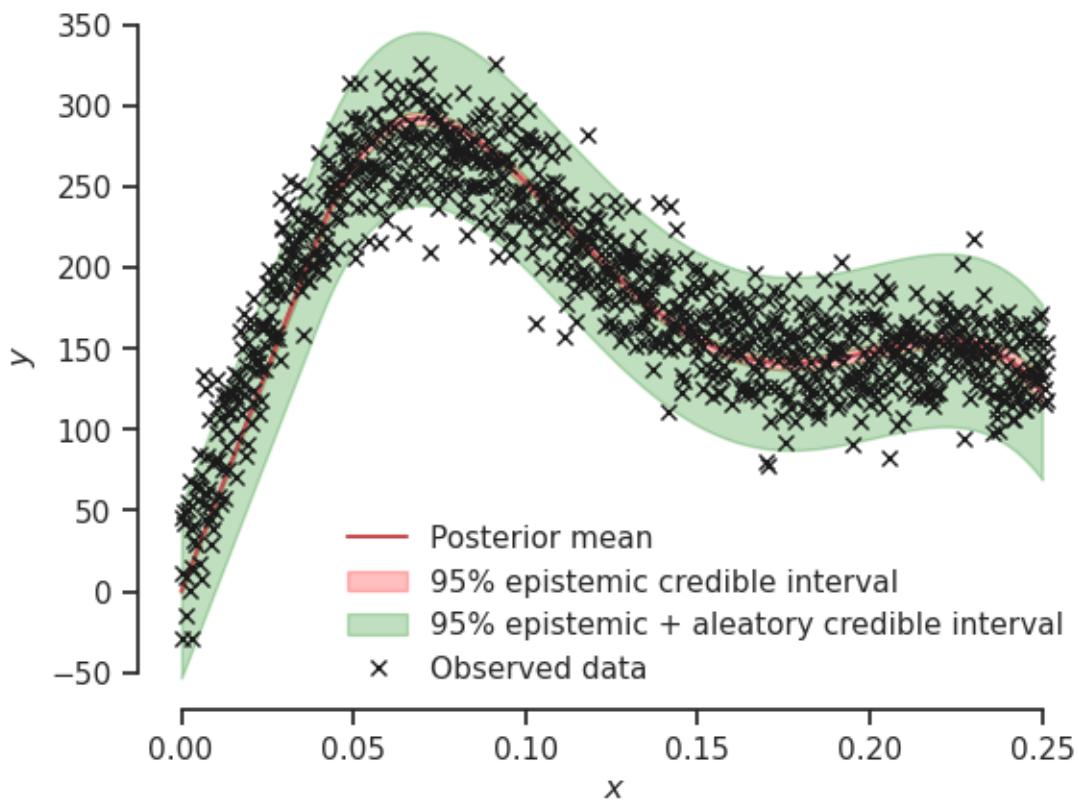 350
300
250
200
150
100
50
0
−50
y
Posterior mean
95% epistemic credible interval
95% epistemic + aleatory credible interval
Observed data
0.00 0.05 0.10 0.15 0.20 0.25
x